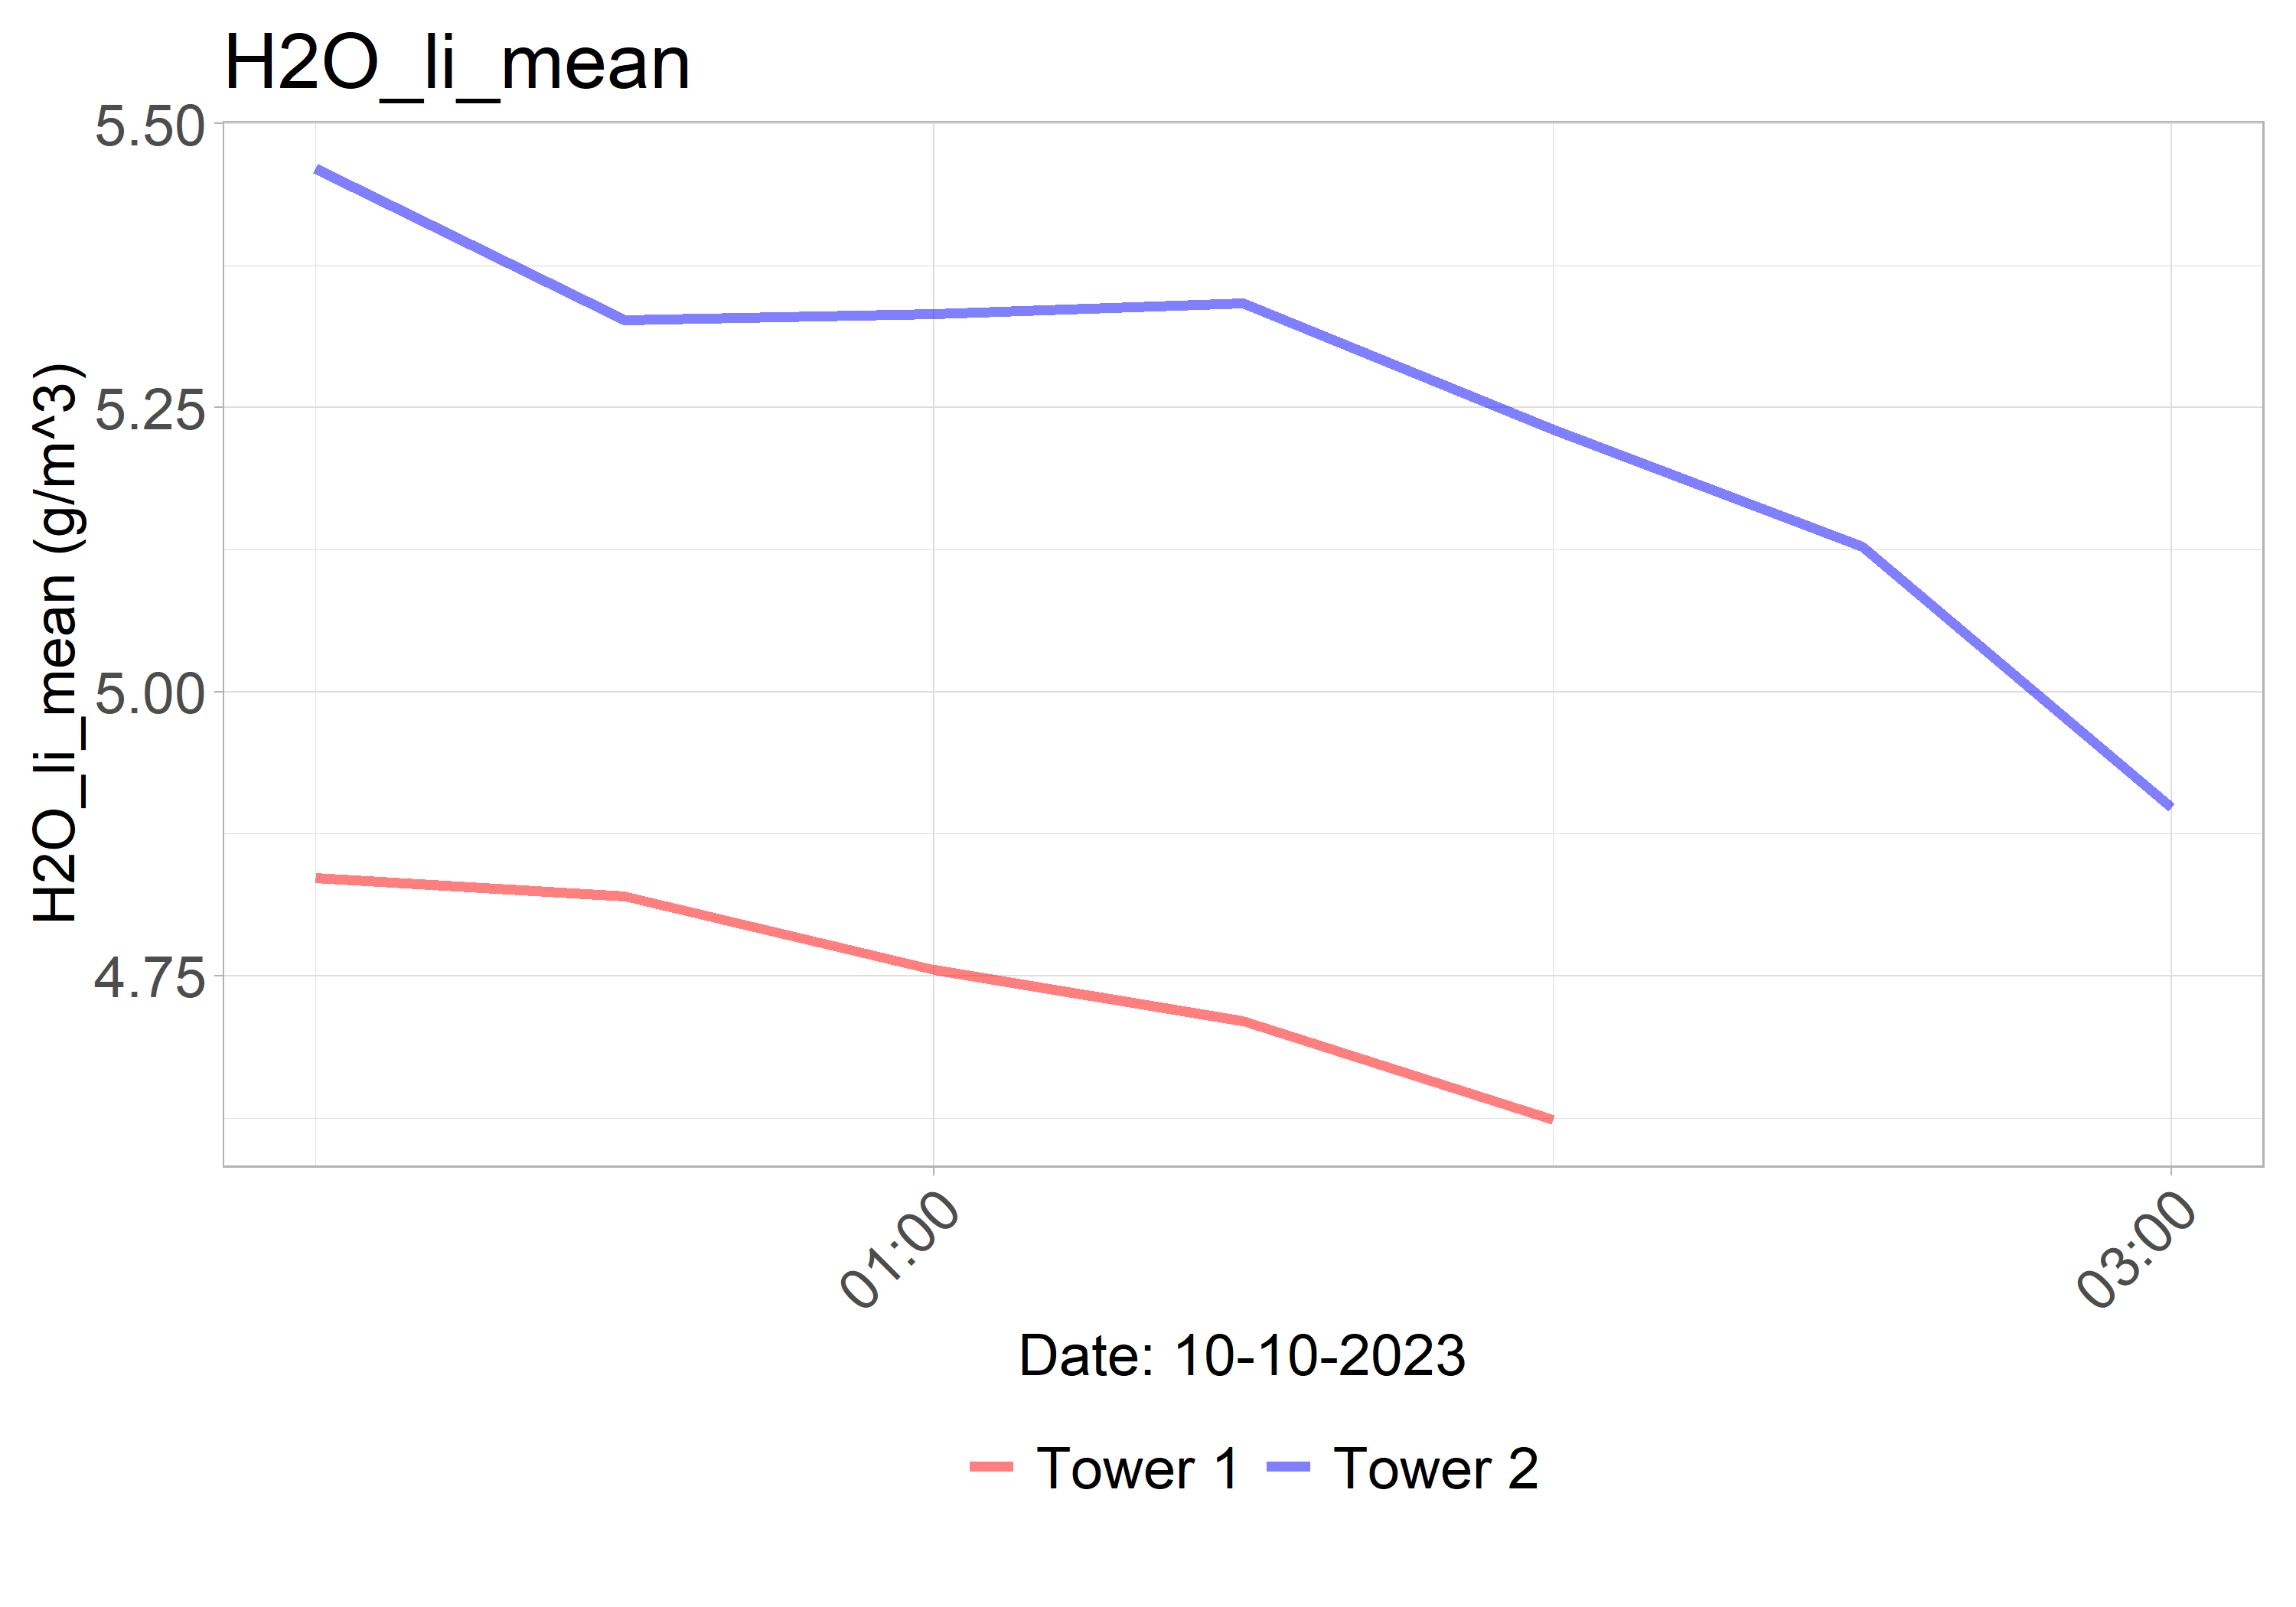 H2O_li_mean
5.50
5.25
5.00
4.75
H2O_li_mean (g/m^3)
01:00
03:00
Date: 10-10-2023
Tower 1 Tower 2